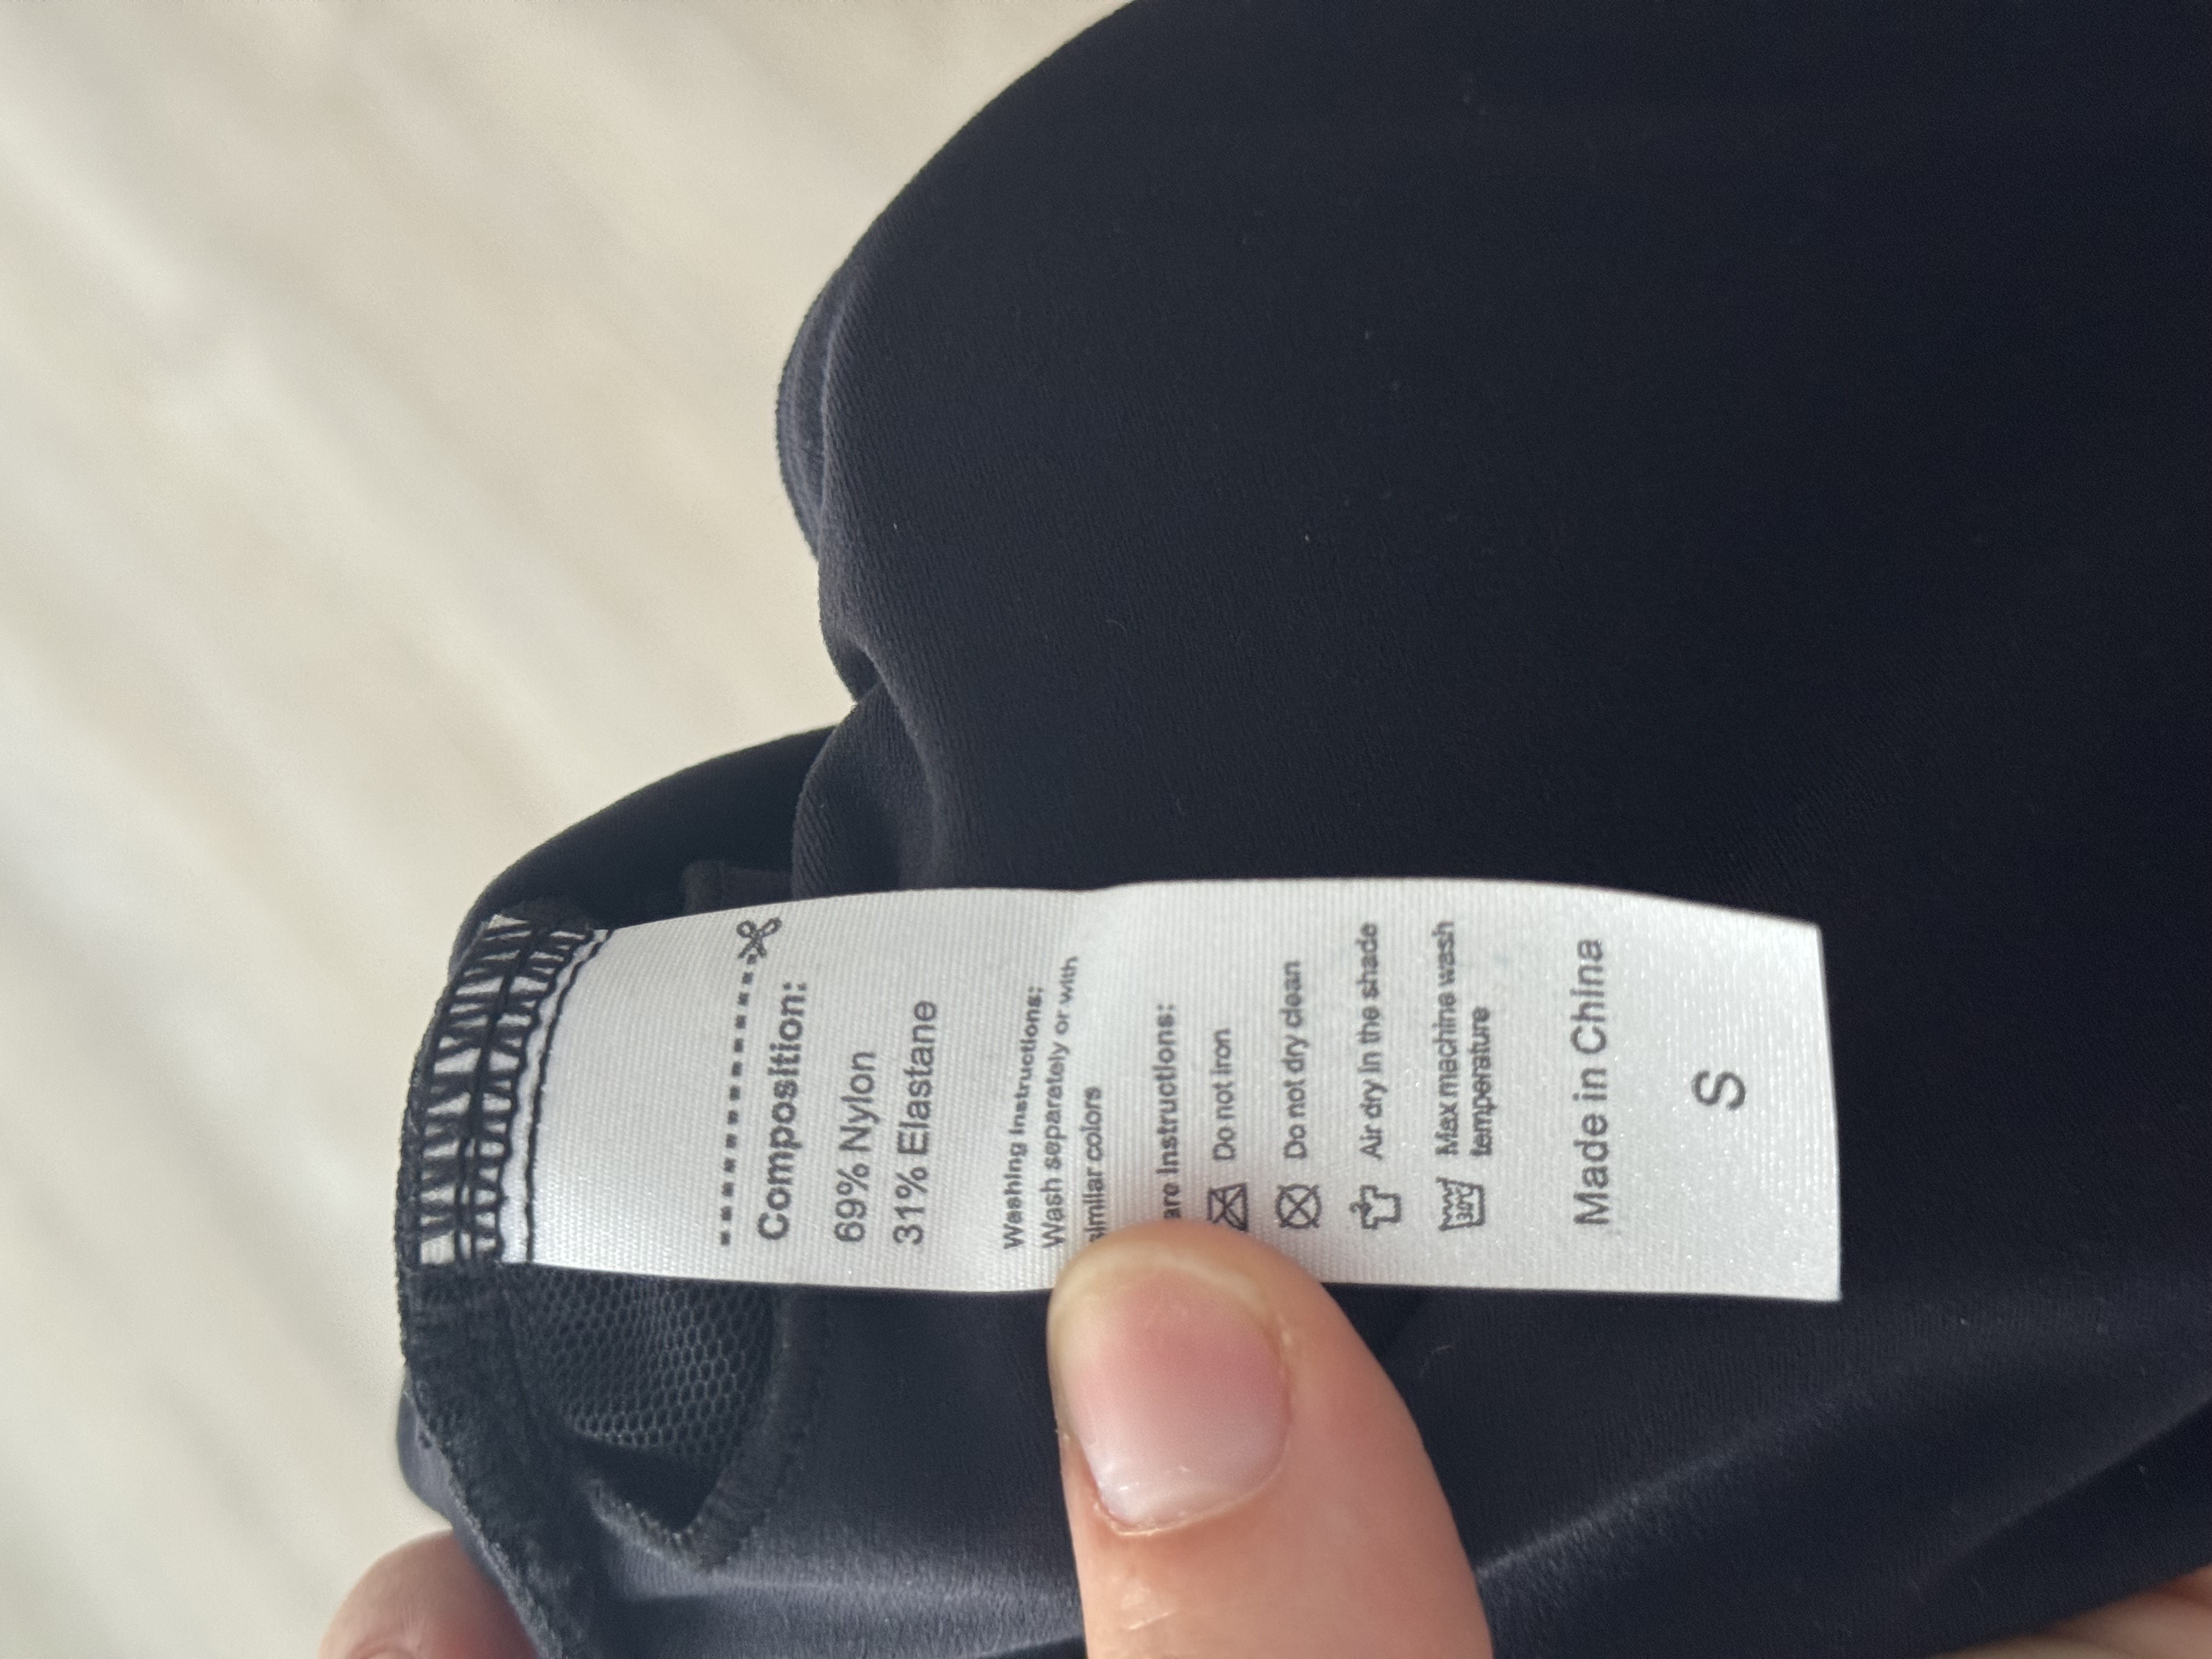 Composition:
69% Nylon
31% Elastane
Washing Instructions:
Wash separately or with
similar colors
are Instructions:
Do not iron
Do not dry clean
Air dry in the shade
30°C Max machine wash
temperature
Made in China
S